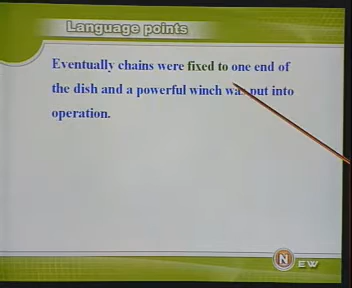 Language points
Eventually chains were fixed to one end of
the dish and a powerful winch was put into
operation.
N EW